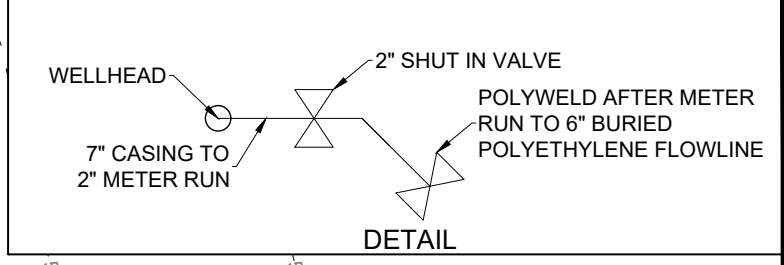 WELLHEAD
2" SHUT IN VALVE
7" CASING TO
2" METER RUN
POLYWELD AFTER METER
RUN TO 6" BURIED
POLYETHYLENE FLOWLINE
DETAIL